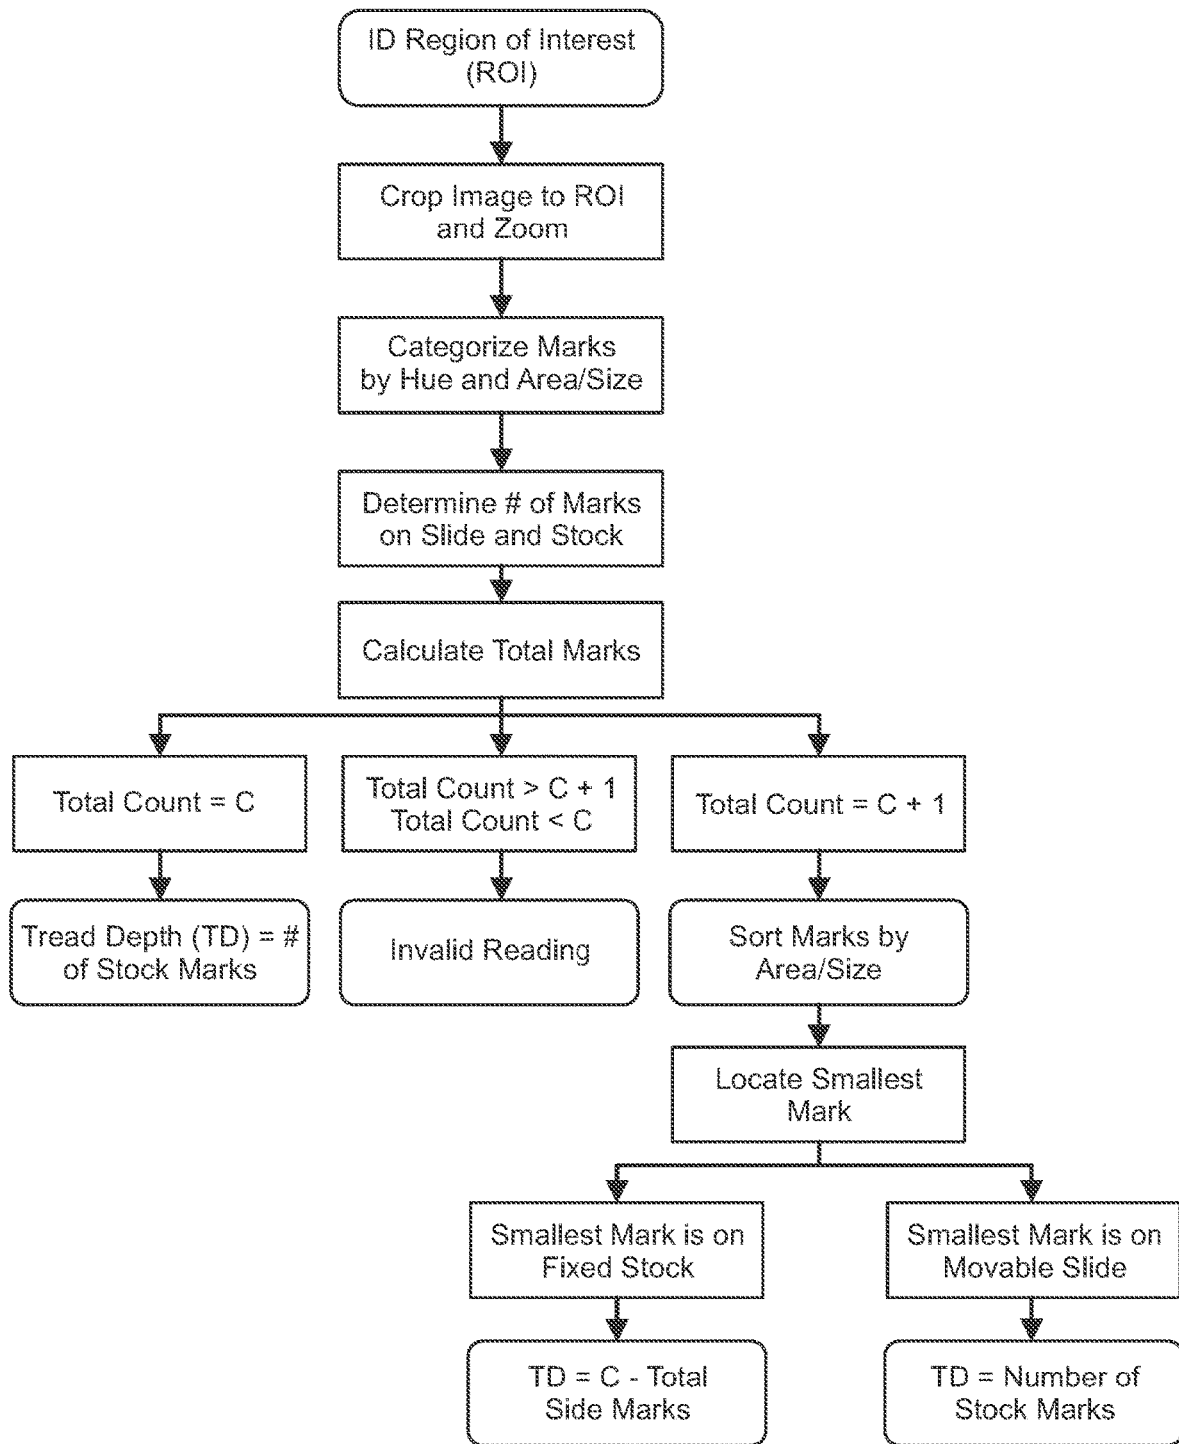 ID Region of Interest
(ROI)
Crop Image to ROI
and Zoom
Categorize Marks
by Hue and Area/Size
Determine # of Marks
on Slide and Stock
Calculate Total Marks
Total Count = C
Total Count > C + 1
Total Count < C
Total Count = C + 1
Tread Depth (TD) = #
of Stock Marks
Invalid Reading
Sort Marks by
Area/Size
Locate Smallest
Mark
Smallest Mark is on
Fixed Stock
Smallest Mark is on
Movable Slide
TD = C - Total
Side Marks
TD = Number of
Stock Marks